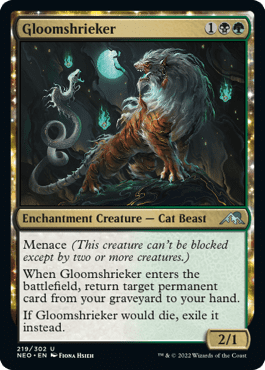 Gloomshrieker 1
Enchantment Creature — Cat Beast
Menace (This creature can't be blocked
except by two or more creatures.)
When Gloomshrieker enters the
battlefield, return target permanent
card from your graveyard to your hand.
If Gloomshrieker would die, exile it
instead.
2/1
219/302 U
NEO • EN Fiona Hsieh
™ & © 2022 Wizards of the Coast